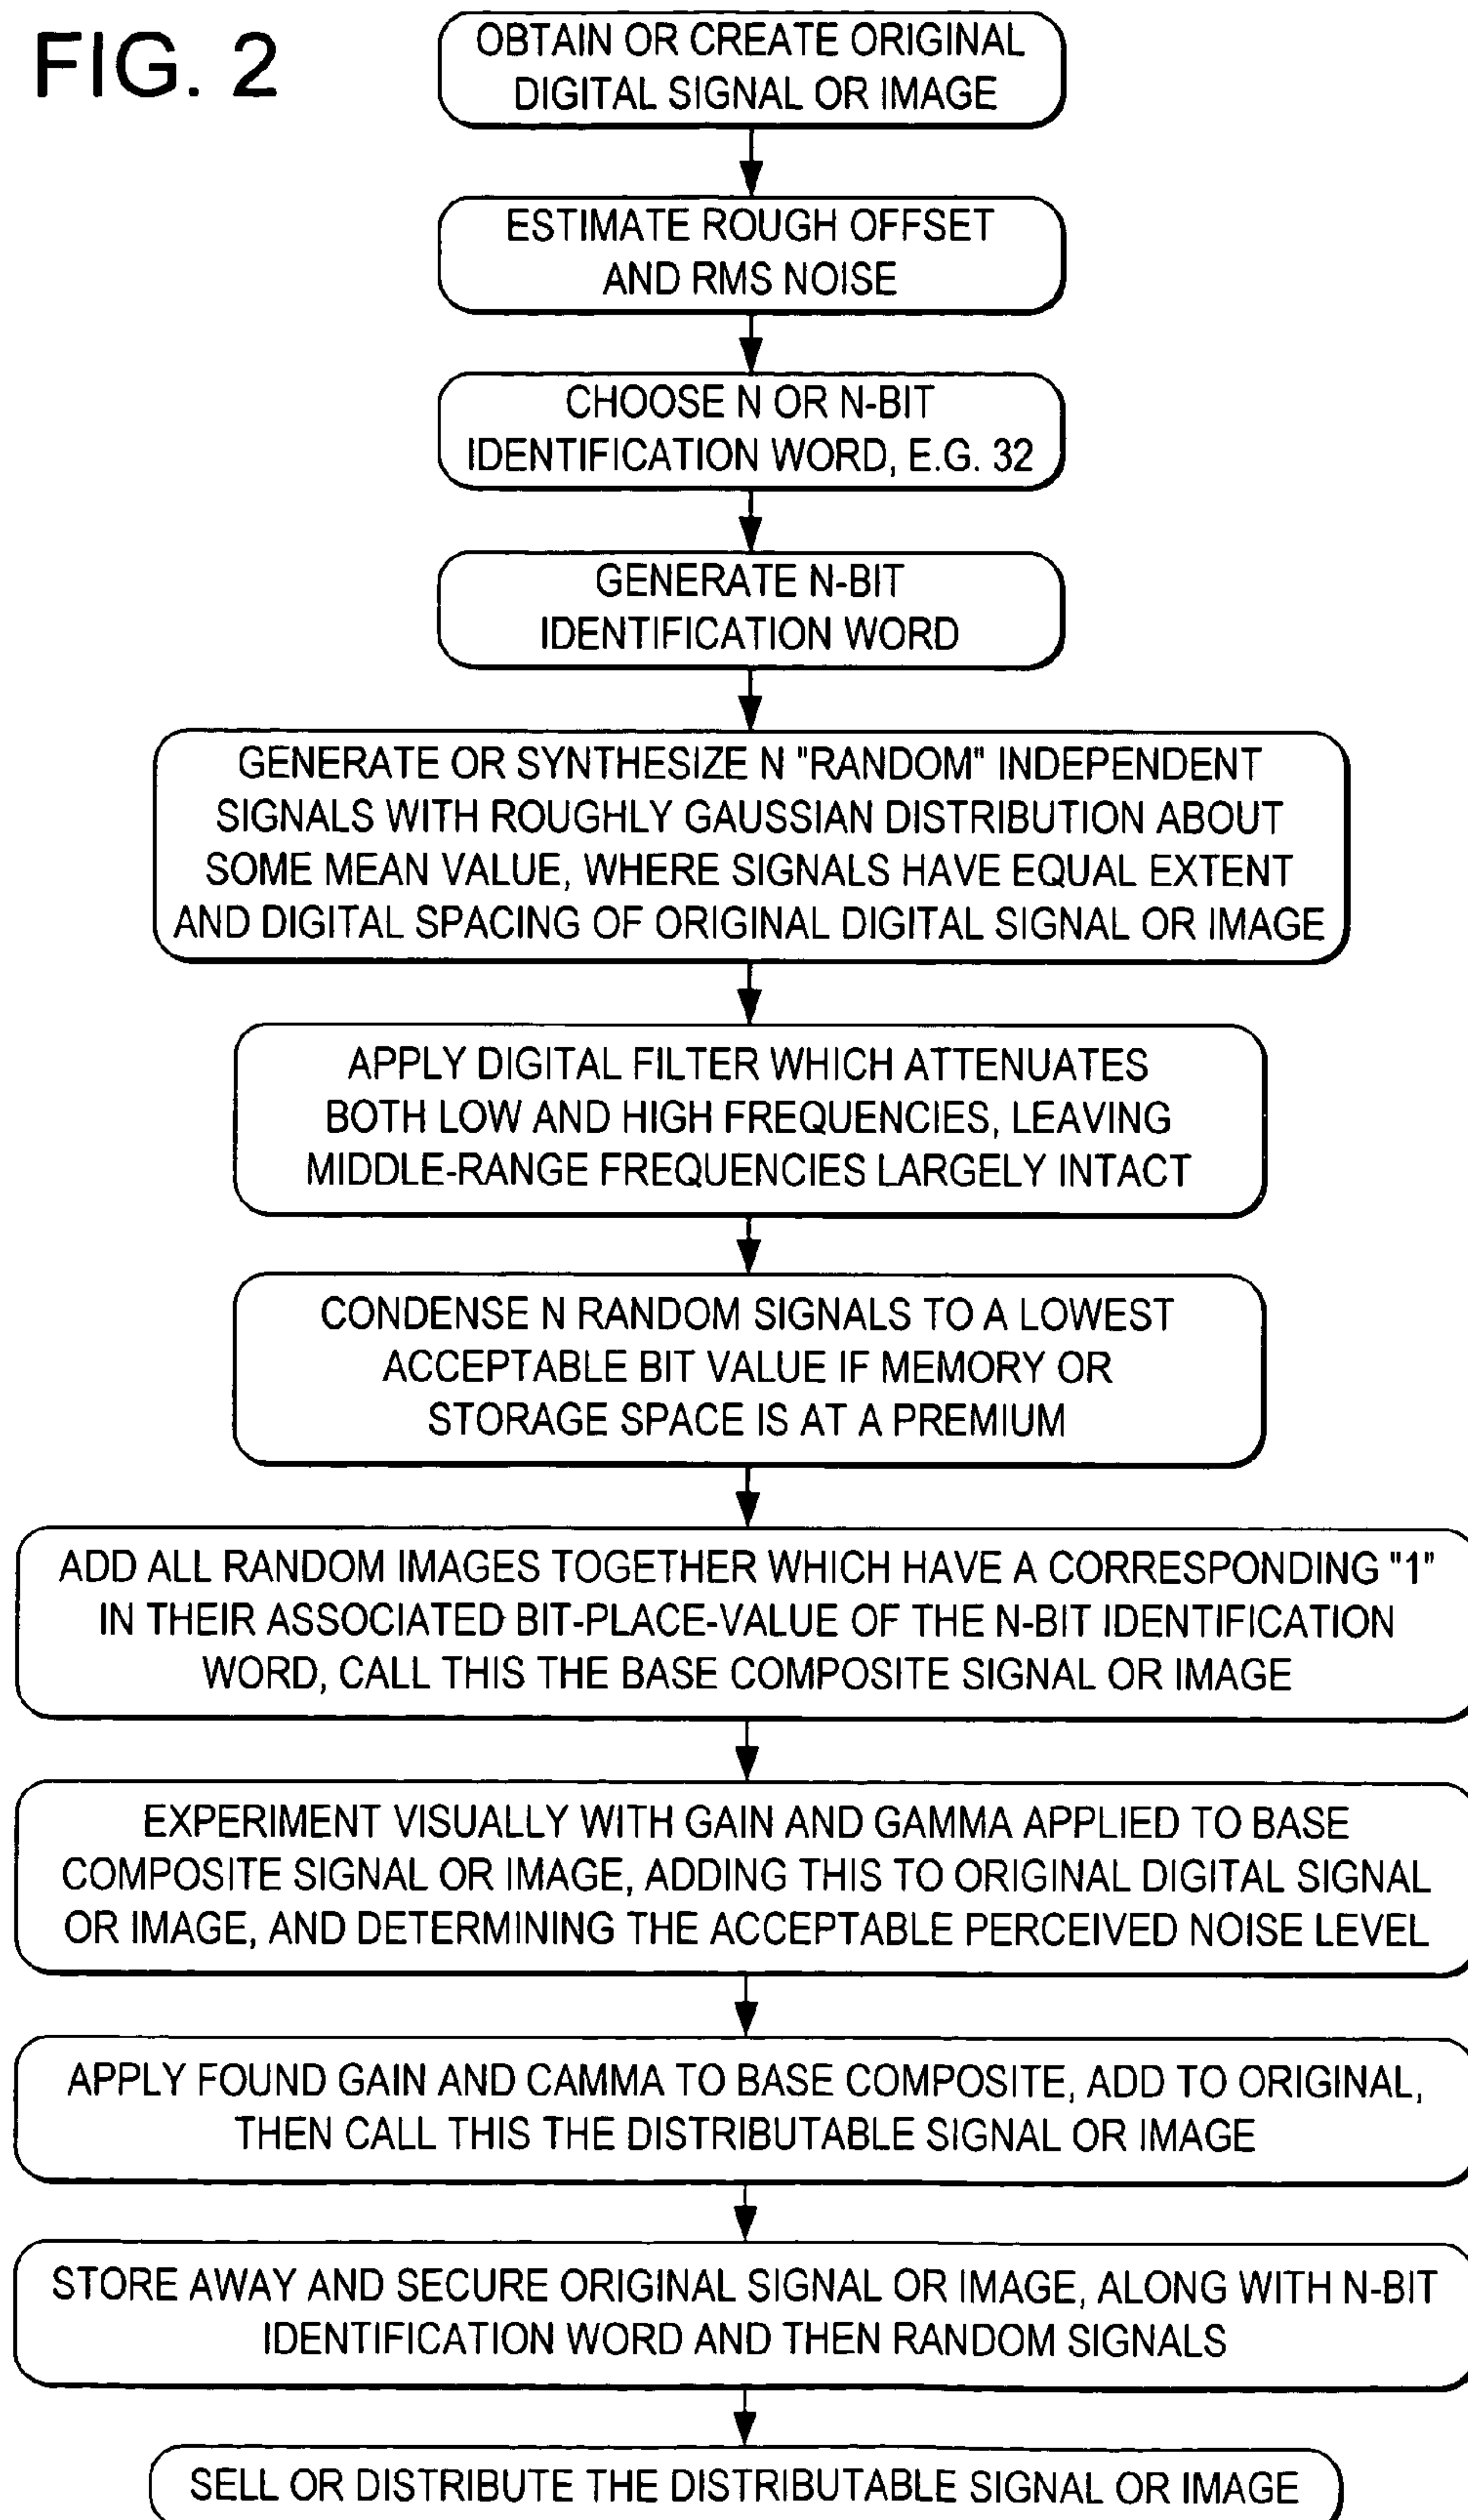 FIG. 2
OBTAIN OR CREATE ORIGINAL
DIGITAL SIGNAL OR IMAGE
ESTIMATE ROUGH OFFSET
AND RMS NOISE
CHOOSE N OR N-BIT
IDENTIFICATION WORD, E.G. 32
GENERATE N-BIT
IDENTIFICATION WORD
GENERATE OR SYNTHESIZE N "RANDOM" INDEPENDENT
SIGNALS WITH ROUGHLY GAUSSIAN DISTRIBUTION ABOUT
SOME MEAN VALUE, WHERE SIGNALS HAVE EQUAL EXTENT
AND DIGITAL SPACING OF ORIGINAL DIGITAL SIGNAL OR IMAGE
APPLY DIGITAL FILTER WHICH ATTENUATES
BOTH LOW AND HIGH FREQUENCIES, LEAVING
MIDDLE-RANGE FREQUENCIES LARGELY INTACT
CONDENSE N RANDOM SIGNALS TO A LOWEST
ACCEPTABLE BIT VALUE IF MEMORY OR
STORAGE SPACE IS AT A PREMIUM
ADD ALL RANDOM IMAGES TOGETHER WHICH HAVE A CORRESPONDING "1"
IN THEIR ASSOCIATED BIT-PLACE-VALUE OF THE N-BIT IDENTIFICATION
WORD, CALL THIS THE BASE COMPOSITE SIGNAL OR IMAGE
EXPERIMENT VISUALLY WITH GAIN AND GAMMA APPLIED TO BASE
COMPOSITE SIGNAL OR IMAGE, ADDING THIS TO ORIGINAL DIGITAL SIGNAL
OR IMAGE, AND DETERMINING THE ACCEPTABLE PERCEIVED NOISE LEVEL
APPLY FOUND GAIN AND CAMMA TO BASE COMPOSITE, ADD TO ORIGINAL,
THEN CALL THIS THE DISTRIBUTABLE SIGNAL OR IMAGE
STORE AWAY AND SECURE ORIGINAL SIGNAL OR IMAGE, ALONG WITH N-BIT
IDENTIFICATION WORD AND THEN RANDOM SIGNALS
SELL OR DISTRIBUTE THE DISTRIBUTABLE SIGNAL OR IMAGE